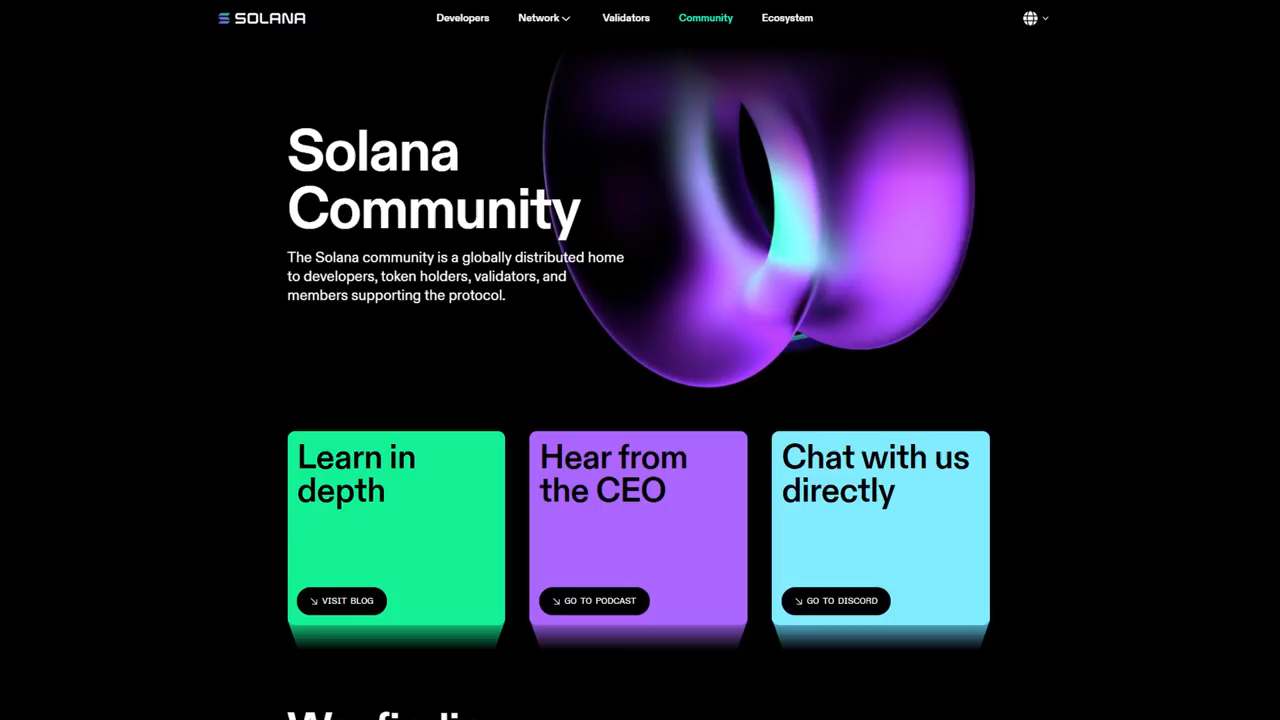 SOLANA
Developers
Network
Validators
Community
Ecosystem
Solana
Community
The Solana community is a globally distributed home
to developers, token holders, validators, and
members supporting the protocol.
Learn in
depth
VISIT BLOG
Hear from
the CEO
GO TO PODCAST
Chat with us
directly
GO TO DISCORD